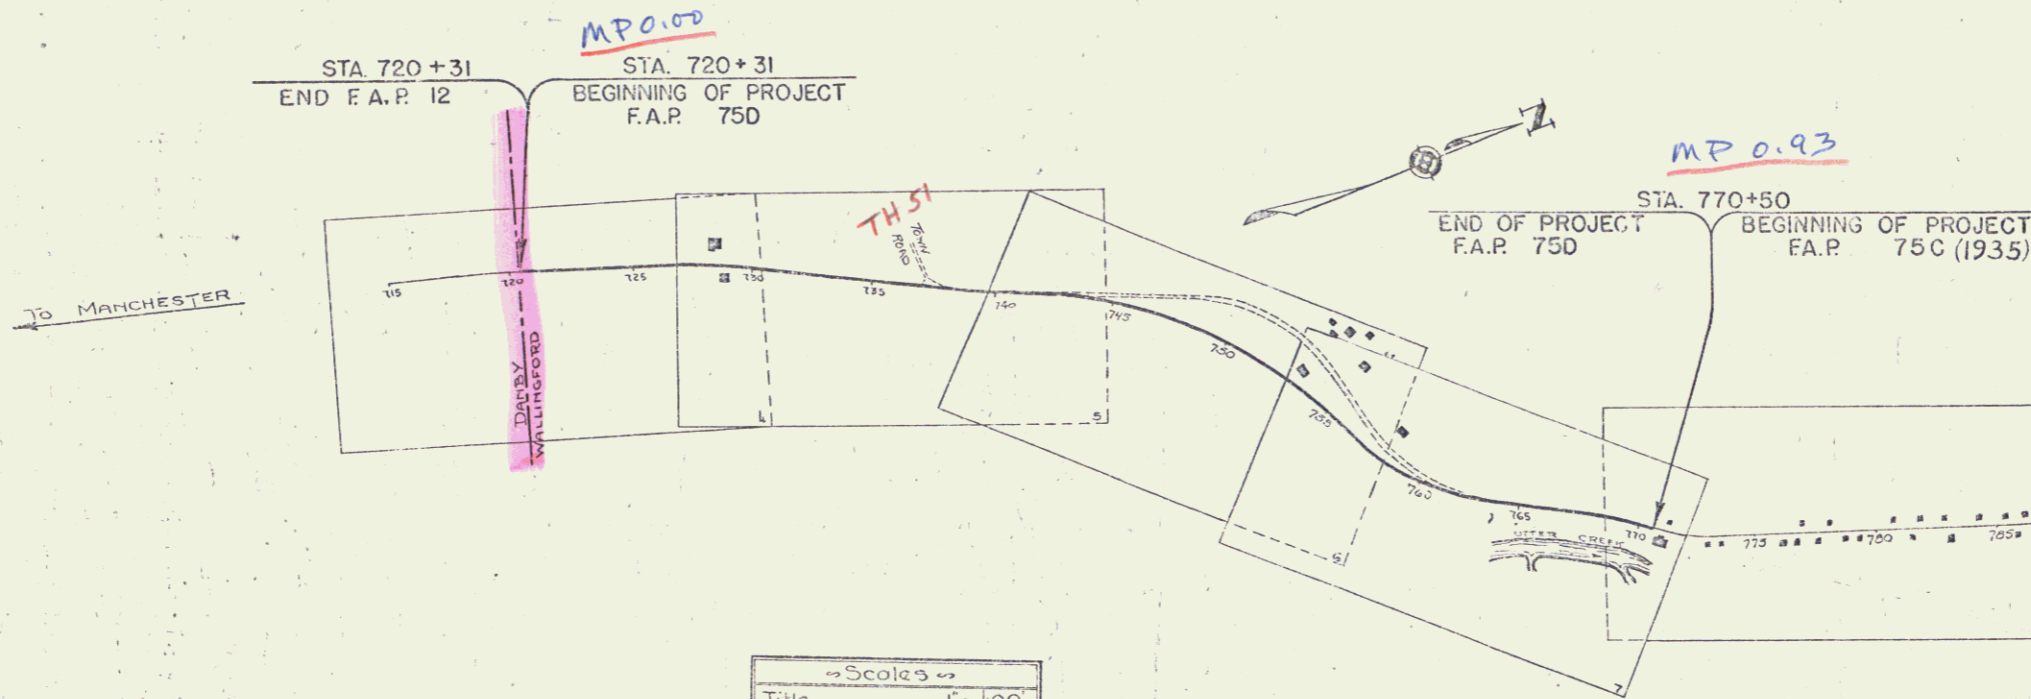 MP 0.00
STA. 720+31
END F.A.P. 12
STA. 720+31
BEGINNING OF PROJECT
F.A.P. 75D
N
MP 0.93
STA. 770+50
END OF PROJECT
F.A.P. 75D
BEGINNING OF PROJECT
F.A.P. 75C (1935)
TH 51
TOWN
ROAD
TO MANCHESTER
715
720
725
730
735
740
745
750
755
760
765
770
775
780
785
DANBY
WALLINGFORD
4
5
6
7
OTTER CREEK
Scales
Title